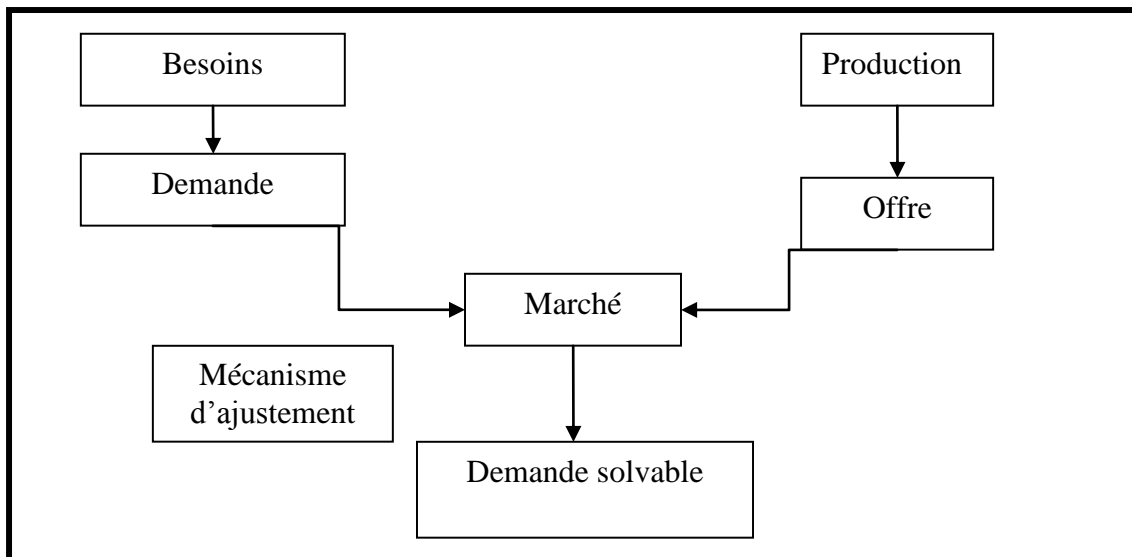 Besoins
Production
Demande
Offre
Marché
Mécanisme
d’ajustement
Demande solvable